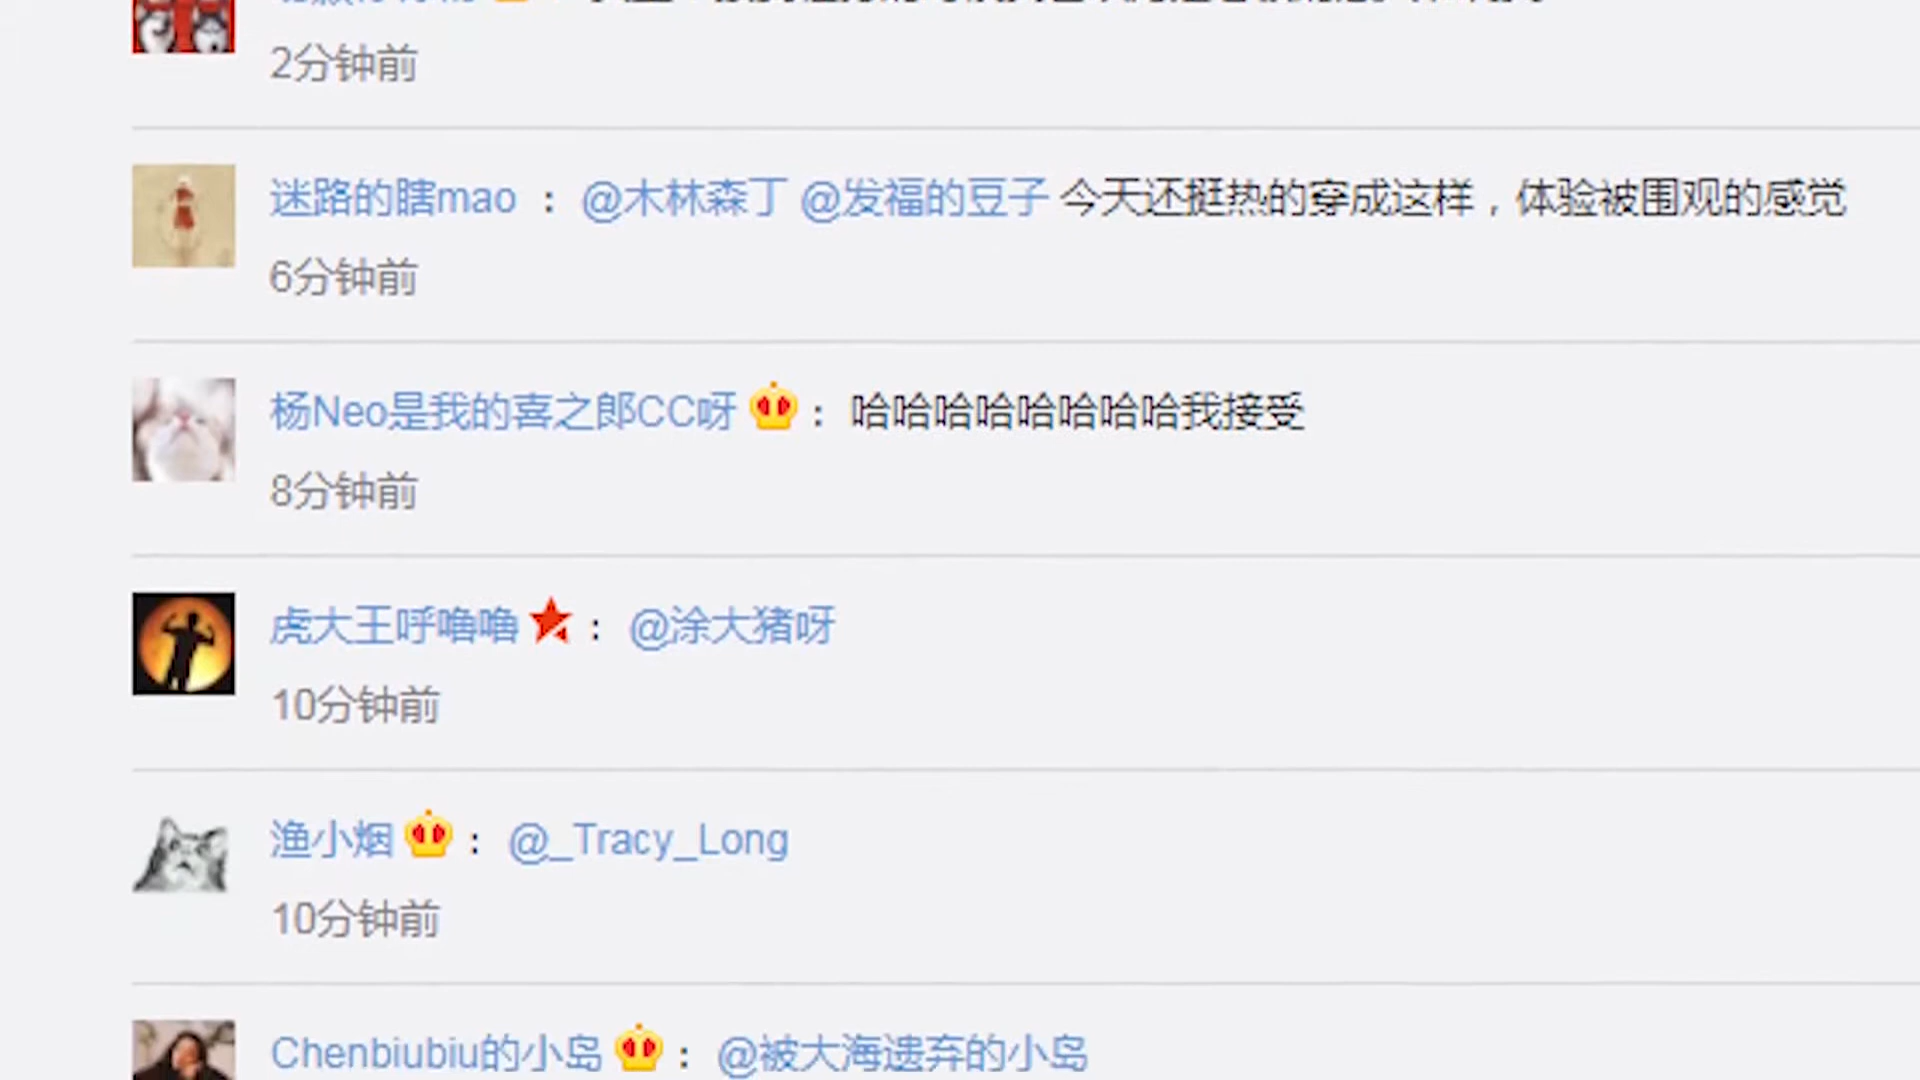 2分钟前
迷路的瞎mao ： @木林森丁 @发福的豆子 今天还挺热的穿成这样，体验被围观的感觉
6分钟前
杨Neo是我的喜之郎CC呀 ： 哈哈哈哈哈哈哈哈我接受
8分钟前
虎大王呼噜噜 ： @涂大猪呀
10分钟前
渔小烟 ： @_Tracy_Long
10分钟前
Chenbiubiu的小岛 ： @被大海遗弃的小岛